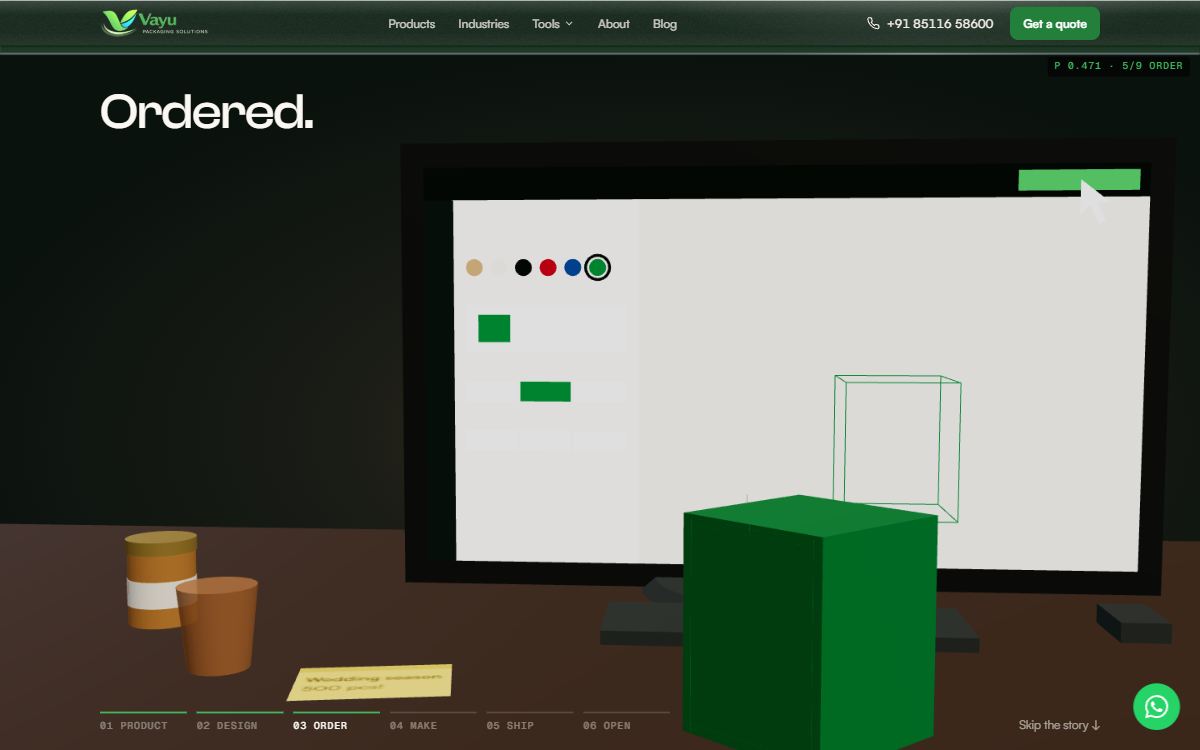 Vayu
PACKAGING SOLUTIONS
Products
Industries
Tools
About
Blog
+91 85116 58600
Get a quote
P 0.471 · 5/9 ORDER
Ordered.
Wedding season
500 pcs
01 PRODUCT
02 DESIGN
03 ORDER
04 MAKE
05 SHIP
06 OPEN
Skip the story ↓